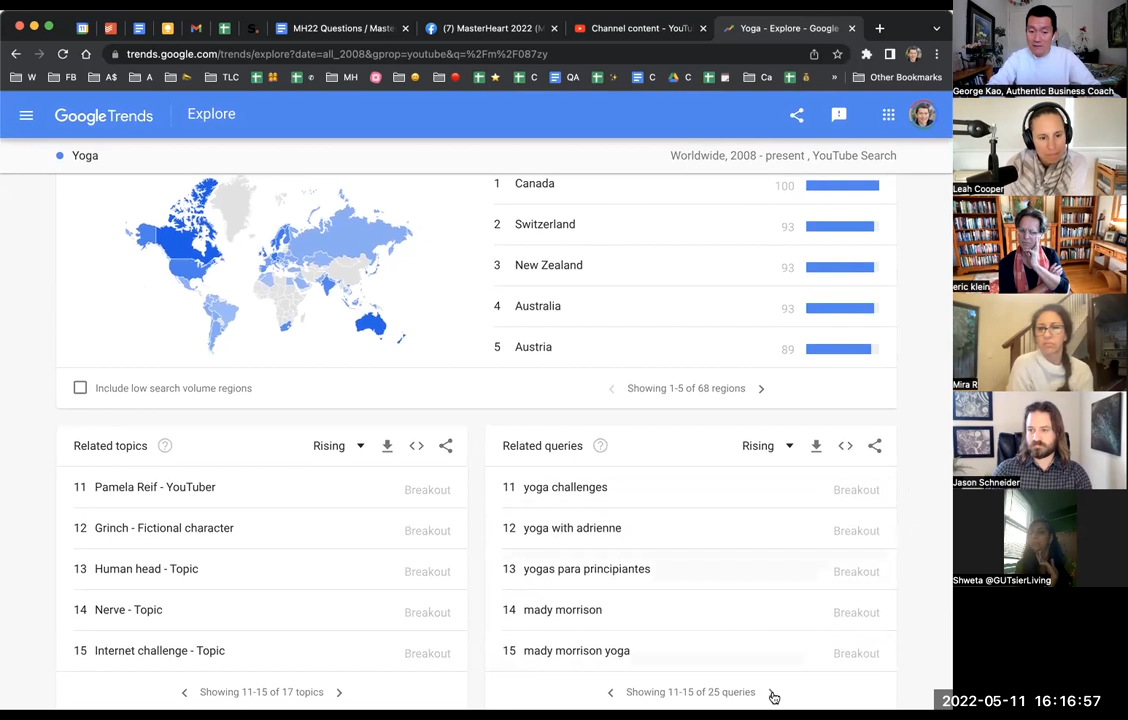 MH22 Questions / Maste
(7) MasterHeart 2022 (M
Channel content - YouTu
Yoga - Explore - Google
trends.google.com/trends/explore?date=all_2008&gprop=youtube&q=%2Fm%2F087zy
W
FB
A$
A
TLC
MH
C
QA
C
C
Ca
»
Other Bookmarks
GoogleTrends
Explore
Yoga
Worldwide, 2008 - present , YouTube Search
1 Canada 100
2 Switzerland 93
3 New Zealand 93
4 Australia 93
5 Austria 89
Include low search volume regions
Showing 1-5 of 68 regions
Related topics
Rising
11 Pamela Reif - YouTuber Breakout
12 Grinch - Fictional character Breakout
13 Human head - Topic Breakout
14 Nerve - Topic Breakout
15 Internet challenge - Topic Breakout
Showing 11-15 of 17 topics
Related queries
Rising
11 yoga challenges Breakout
12 yoga with adrienne Breakout
13 yogas para principiantes Breakout
14 mady morrison Breakout
15 mady morrison yoga Breakout
Showing 11-15 of 25 queries
George Kao, Authentic Business Coach
Leah Cooper
eric klein
Mira R
Jason Schneider
Shweta @GUTsierLiving
2022-05-11 16:16:57